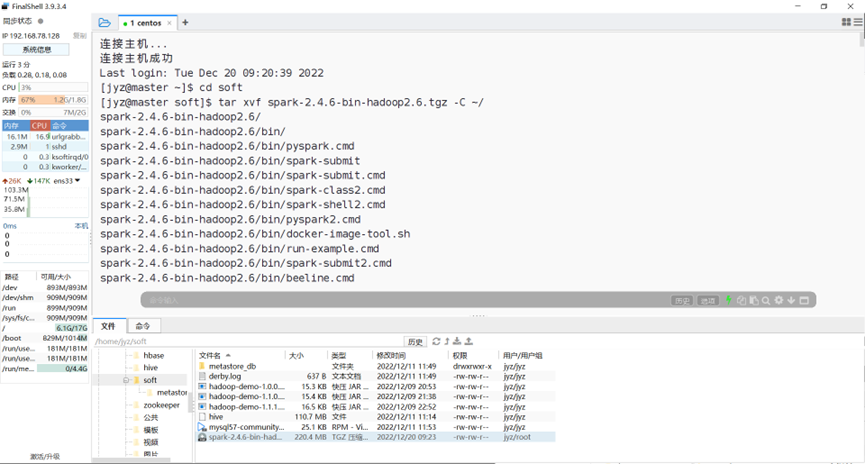 FinalShell 3.9.3.4
同步状态
1 centos
IP 192.168.78.128 复制
系统信息
运行 3 分
负载 0.28, 0.18, 0.08
CPU 3%
内存 67% 1.2G/1.8G
交换 0% 7M/2G
内存 CPU 命令
16.1M 16.9 urlgrabb...
2.9M 1 sshd
0 0.3 ksoftirqd/0
0 0.3 kworker/...
26K 147K ens33
103.3M
71.5M
35.8M
0ms 本机
0
0
0
路径 可用/大小
/dev 893M/893M
/dev/shm 909M/909M
/run 899M/909M
/sys/fs/c... 909M/909M
/ 6.1G/17G
/boot 829M/1014M
/run/use... 181M/181M
/run/use... 181M/181M
/run/me... 0/4.4G
激活/升级
连接主机...
连接主机成功
Last login: Tue Dec 20 09:20:39 2022
[jyz@master ~]$ cd soft
[jyz@master soft]$ tar xvf spark-2.4.6-bin-hadoop2.6.tgz -C ~/
spark-2.4.6-bin-hadoop2.6/
spark-2.4.6-bin-hadoop2.6/bin/
spark-2.4.6-bin-hadoop2.6/bin/pyspark.cmd
spark-2.4.6-bin-hadoop2.6/bin/spark-submit
spark-2.4.6-bin-hadoop2.6/bin/spark-submit.cmd
spark-2.4.6-bin-hadoop2.6/bin/spark-class2.cmd
spark-2.4.6-bin-hadoop2.6/bin/spark-shell2.cmd
spark-2.4.6-bin-hadoop2.6/bin/pyspark2.cmd
spark-2.4.6-bin-hadoop2.6/bin/docker-image-tool.sh
spark-2.4.6-bin-hadoop2.6/bin/run-example.cmd
spark-2.4.6-bin-hadoop2.6/bin/spark-submit2.cmd
spark-2.4.6-bin-hadoop2.6/bin/beeline.cmd
命令输入 历史 选项
文件 命令
/home/jyz/soft 历史
hbase
hive
soft
metastor
zookeeper
公共
模板
视频
图片
文件名 大小 类型 修改时间 权限 用户/用户组
metastore_db 文件夹 2022/12/11 11:49 drwxrwxr-x jyz/jyz
derby.log 637 B 文本文档 2022/12/11 11:49 -rw-rw-r-- jyz/jyz
hadoop-demo-1.0.0... 15.3 KB 快压 JAR ... 2022/12/09 20:53 -rw-rw-r-- jyz/jyz
hadoop-demo-1.1.0... 15.4 KB 快压 JAR ... 2022/12/09 21:38 -rw-rw-r-- jyz/jyz
hadoop-demo-1.1.1... 16.5 KB 快压 JAR ... 2022/12/09 22:52 -rw-rw-r-- jyz/jyz
hive 110.7 MB 文件 2022/12/11 11:14 -rw-rw-r-- jyz/jyz
mysql57-community... 25.1 KB RPM - Vi... 2022/12/11 11:53 -rw-rw-r-- jyz/jyz
spark-2.4.6-bin-had... 220.4 MB TGZ 压缩... 2022/12/20 09:23 -rw-rw-r-- jyz/root